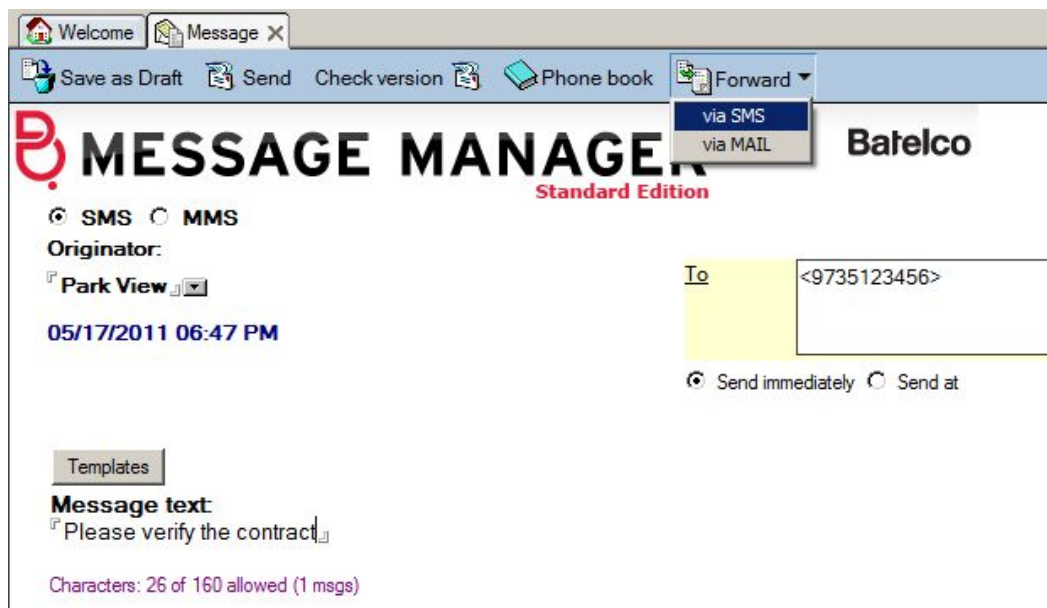 Welcome Message
Save as Draft Send Check version Phone book Forward
via SMS
via MAIL
MESSAGE MANAGER Batelco
Standard Edition
SMS MMS
Originator:
Park View
To <9735123456>
05/17/2011 06:47 PM
Send immediately Send at
Templates
Message text:
Please verify the contract
Characters: 26 of 160 allowed (1 msgs)